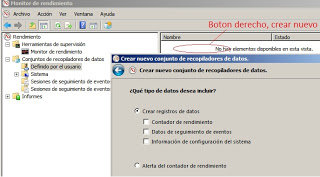 Monitor de rendimiento
Archivo Acción Ver Ventana Ayuda
Boton derecho, crear nuevo
Rendimiento
Herramientas de supervisión
Monitor de rendimiento
Conjuntos de recopiladores de datos
Definido por el usuario
Sistema
Sesiones de seguimiento de eventos
Sesiones de seguimiento de evento
Informes
Nombre Estado
No hay elementos disponibles en esta vista.
Crear nuevo conjunto de recopiladores de datos.
Crear nuevo conjunto de recopiladores de datos.
¿Qué tipo de datos desea incluir?
Crear registros de datos
Contador de rendimiento
Datos de seguimiento de eventos
Información de configuración del sistema
Alerta del contador de rendimiento